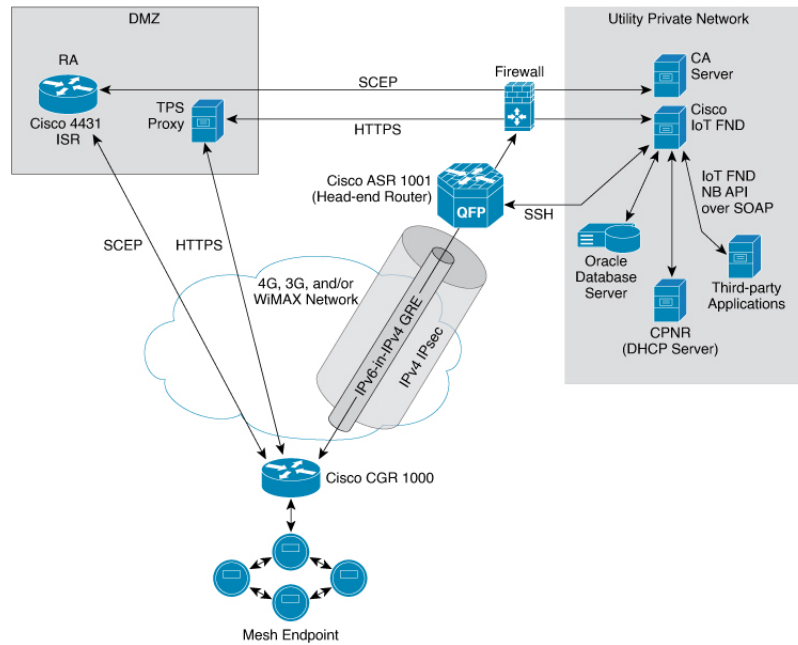 DMZ
Utility Private Network
RA
Cisco 4431
ISR
TPS
Proxy
SCEP
HTTPS
Firewall
CA
Server
Cisco
IoT FND
Cisco ASR 1001
(Head-end Router)
QFP
SSH
IoT FND
NB API
over SOAP
Oracle
Database
Server
Third-party
Applications
CPNR
(DHCP Server)
SCEP
HTTPS
4G, 3G, and/or
WiMAX Network
IPv6-in-IPv4 GRE
IPv4 IPsec
Cisco CGR 1000
Mesh Endpoint